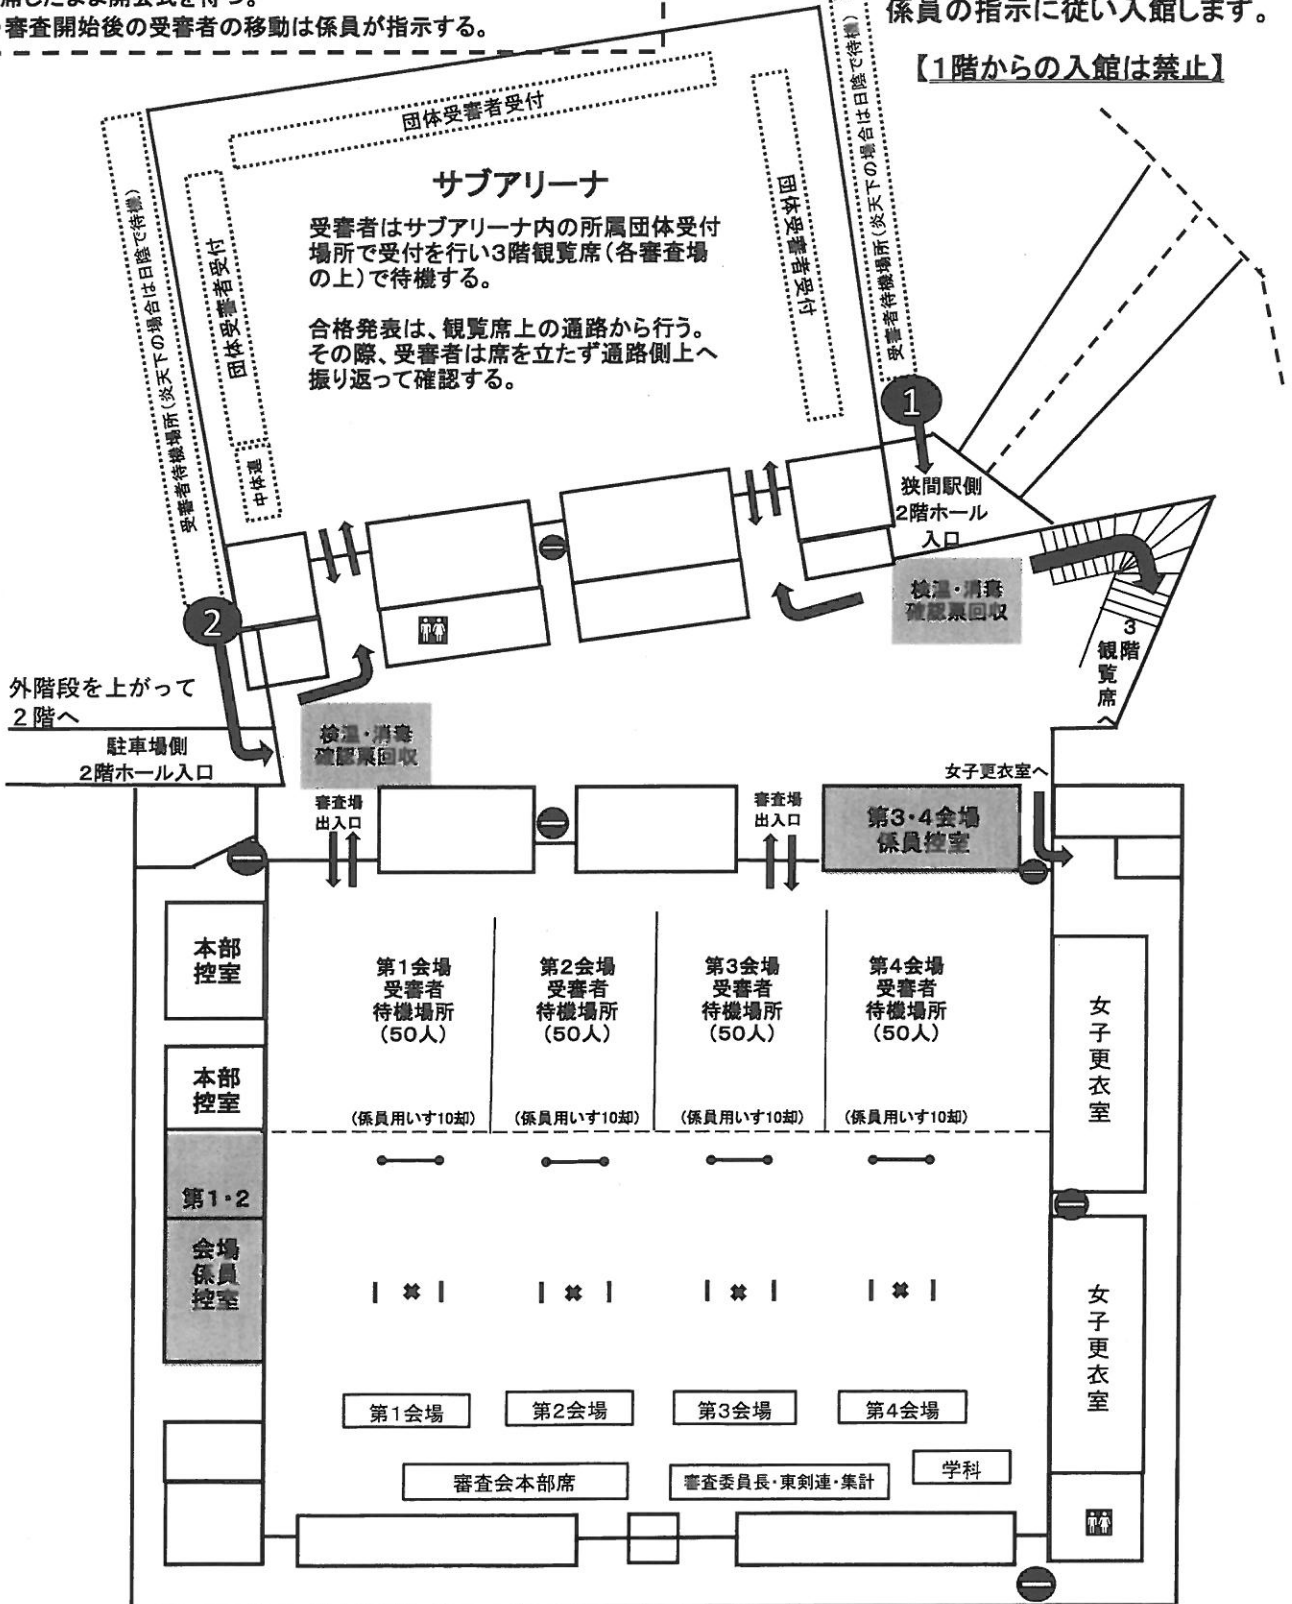 席したまま開会式を待つ。
審査開始後の受審者の移動は係員が指示する。
係員の指示に従い入館します。
【1階からの入館は禁止】
団体受審者受付
受審者待機場所(炎天下の場合は日陰で待機)
団体受審者受付
中体連
サブアリーナ
受審者はサブアリーナ内の所属団体受付
場所で受付を行い3階観覧席(各審査場
の上)で待機する。
合格発表は、観覧席上の通路から行う。
その際、受審者は席を立たず通路側上へ
振り返って確認する。
団体受審者受付
受審者待機場所(炎天下の場合は日陰で待機)
1
狭間駅側
2階ホール
入口
検温・消毒
確認票回収
3階
観覧席へ
2
外階段を上がって
2階へ
駐車場側
2階ホール入口
検温・消毒
確認票回収
審査場
出入口
審査場
出入口
女子更衣室へ
第3・4会場
係員控室
本部
控室
本部
控室
第1・2
会場
係員
控室
第1会場
受審者
待機場所
(50人)
(係員用いす10却)
第2会場
受審者
待機場所
(50人)
(係員用いす10却)
第3会場
受審者
待機場所
(50人)
(係員用いす10却)
第4会場
受審者
待機場所
(50人)
(係員用いす10却)
女子更衣室
女子更衣室
第1会場
第2会場
第3会場
第4会場
審査会本部席
審査委員長・東剣連・集計
学科